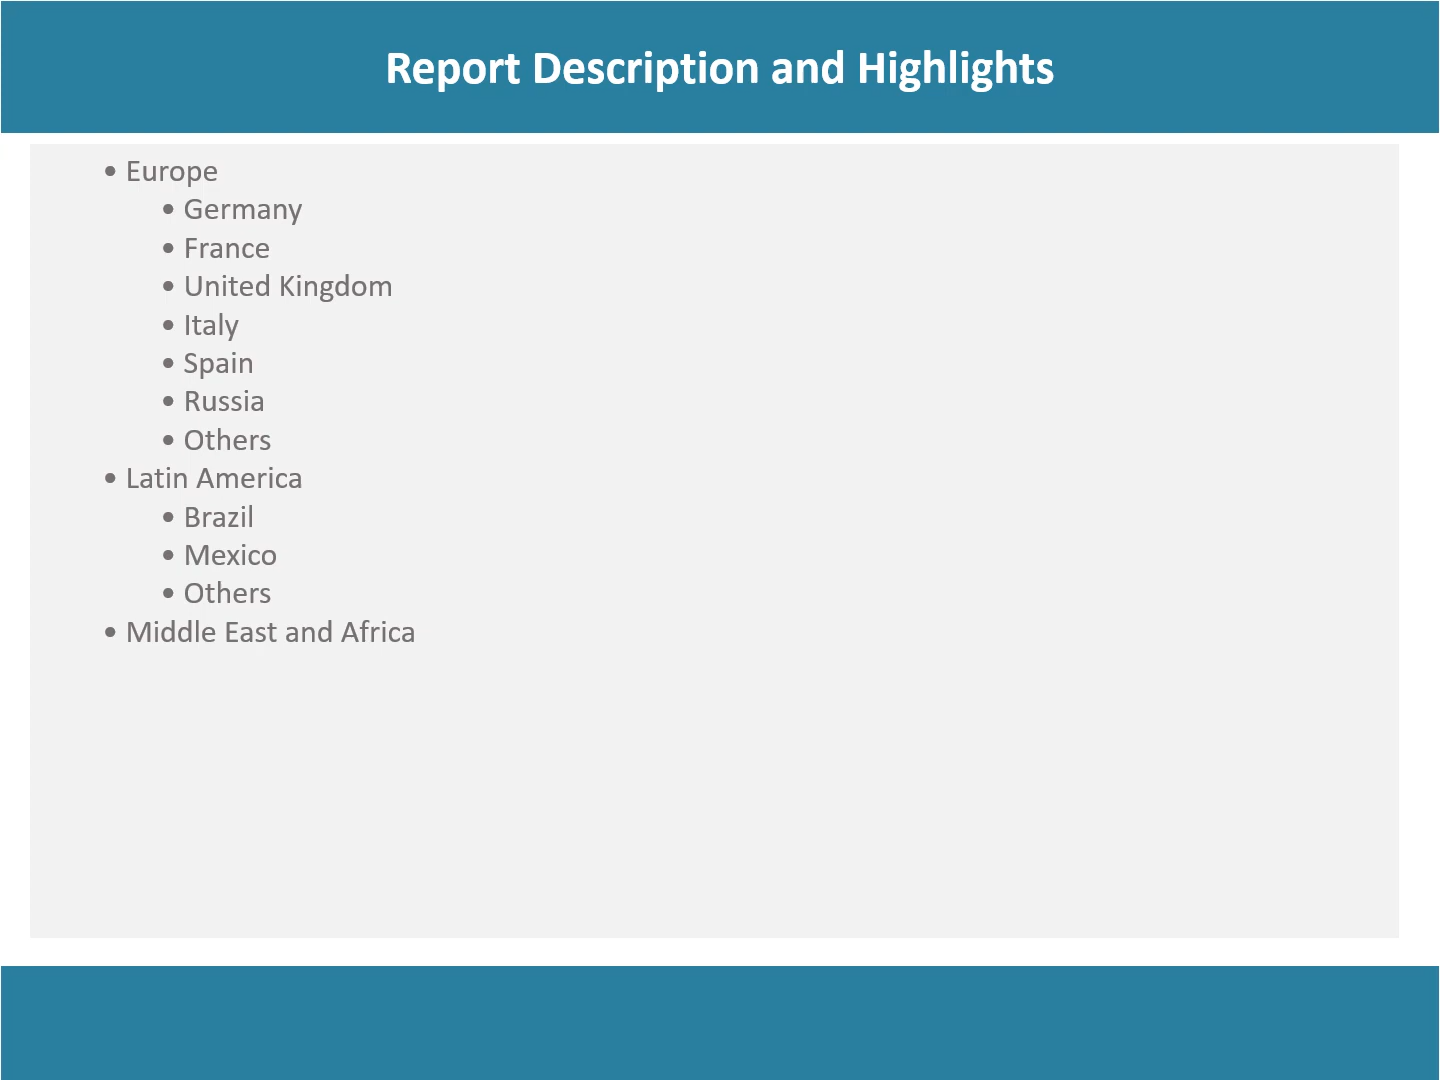 Report Description and Highlights
• Europe
• Germany
• France
• United Kingdom
• Italy
• Spain
• Russia
• Others
• Latin America
• Brazil
• Mexico
• Others
• Middle East and Africa